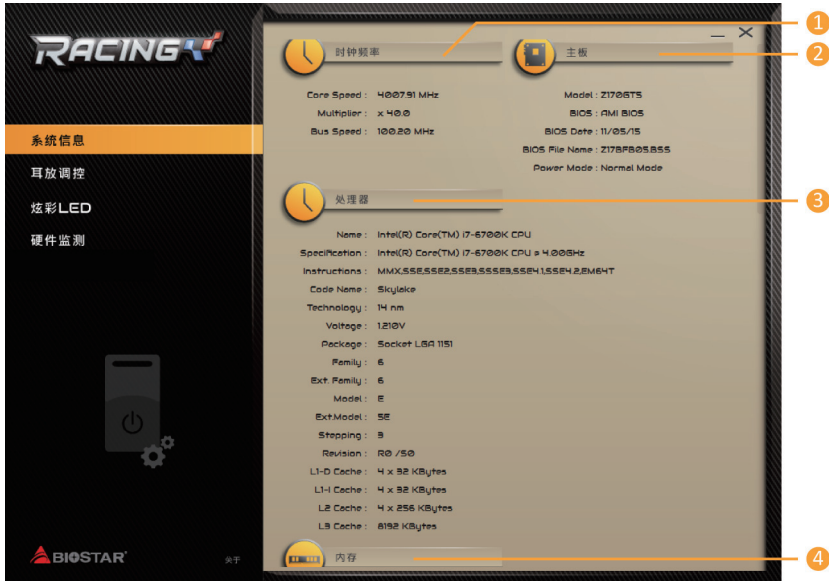 RACING
时钟频率
主板
1
2
Core Speed : 4007.91 MHz
Multiplier : x 40.0
Bus Speed : 100.20 MHz
Model : Z170GT5
BIOS : AMI BIOS
BIOS Date : 11/05/15
BIOS File Name : Z17BFB05.BSS
Power Mode : Normal Mode
系统信息
耳放调控
炫彩LED
硬件监测
处理器
3
Name : Intel(R) Core(TM) i7-6700K CPU
Specification : Intel(R) Core(TM) i7-6700K CPU @ 4.00GHz
Instructions : MMX,SSE,SSE2,SSE3,SSSE3,SSE4.1,SSE4.2,EM64T
Code Name : Skylake
Technology : 14 nm
Voltage : 1.210V
Package : Socket LGA 1151
Family : 6
Ext. Family : 6
Model : E
Ext.Model : 5E
Stepping : 3
Revision : R0 /S0
L1-D Cache : 4 x 32 KBytes
L1-I Cache : 4 x 32 KBytes
L2 Cache : 4 x 256 KBytes
L3 Cache : 8192 KBytes
BIOSTAR
关于
内存
4